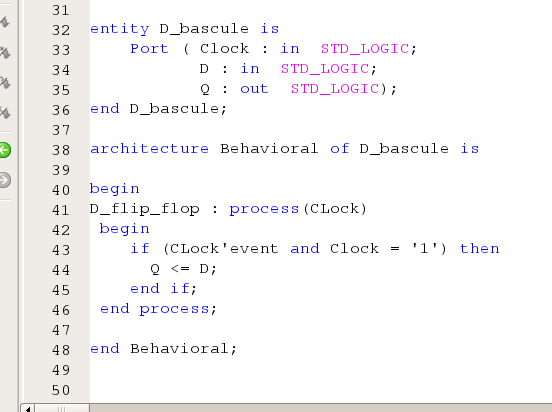 31
32 entity D_bascule is
33 Port ( Clock : in STD_LOGIC;
34 D : in STD_LOGIC;
35 Q : out STD_LOGIC);
36 end D_bascule;
37
38 architecture Behavioral of D_bascule is
39
40 begin
41 D_flip_flop : process(CLock)
42 begin
43 if (CLock'event and Clock = '1') then
44 Q <= D;
45 end if;
46 end process;
47
48 end Behavioral;
49
50